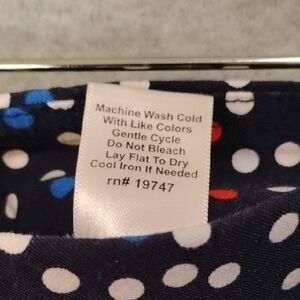 Machine Wash Cold
With Like Colors
Gentle Cycle
Do Not Bleach
Lay Flat To Dry
Cool Iron If Needed
rn# 19747